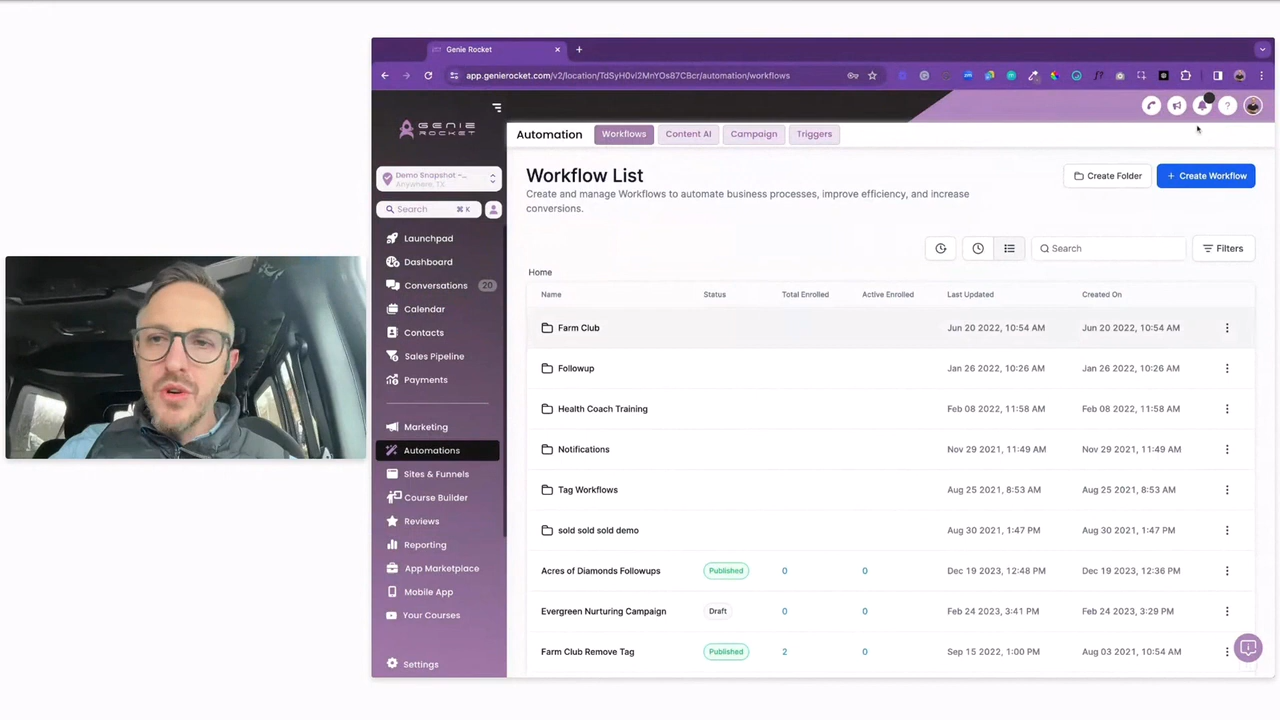 Genie Rocket
app.genierocket.com/v2/location/TdSyH0vi2MnYOs87C8cr/automation/workflows
GENIE
ROCKET
Automation
Workflows
Content AI
Campaign
Triggers
Demo Snapshot -...
Anywhere, TX
Search
⌘ K
Launchpad
Dashboard
Conversations 20
Calendar
Contacts
Sales Pipeline
Payments
Marketing
Automations
Sites & Funnels
Course Builder
Reviews
Reporting
App Marketplace
Mobile App
Your Courses
Settings
Workflow List
Create and manage Workflows to automate business processes, improve efficiency, and increase
conversions.
Create Folder
+ Create Workflow
Search
Filters
Home
Name Status Total Enrolled Active Enrolled Last Updated Created On
Farm Club Jun 20 2022, 10:54 AM Jun 20 2022, 10:54 AM
Followup Jan 26 2022, 10:26 AM Jan 26 2022, 10:26 AM
Health Coach Training Feb 08 2022, 11:58 AM Feb 08 2022, 11:58 AM
Notifications Nov 29 2021, 11:49 AM Nov 29 2021, 11:49 AM
Tag Workflows Aug 25 2021, 8:53 AM Aug 25 2021, 8:53 AM
sold sold sold demo Aug 30 2021, 1:47 PM Aug 30 2021, 1:47 PM
Acres of Diamonds Followups Published 0 0 Dec 19 2023, 12:48 PM Dec 19 2023, 12:36 PM
Evergreen Nurturing Campaign Draft 0 0 Feb 24 2023, 3:41 PM Feb 24 2023, 3:29 PM
Farm Club Remove Tag Published 2 0 Sep 15 2022, 1:00 PM Aug 03 2021, 10:54 AM